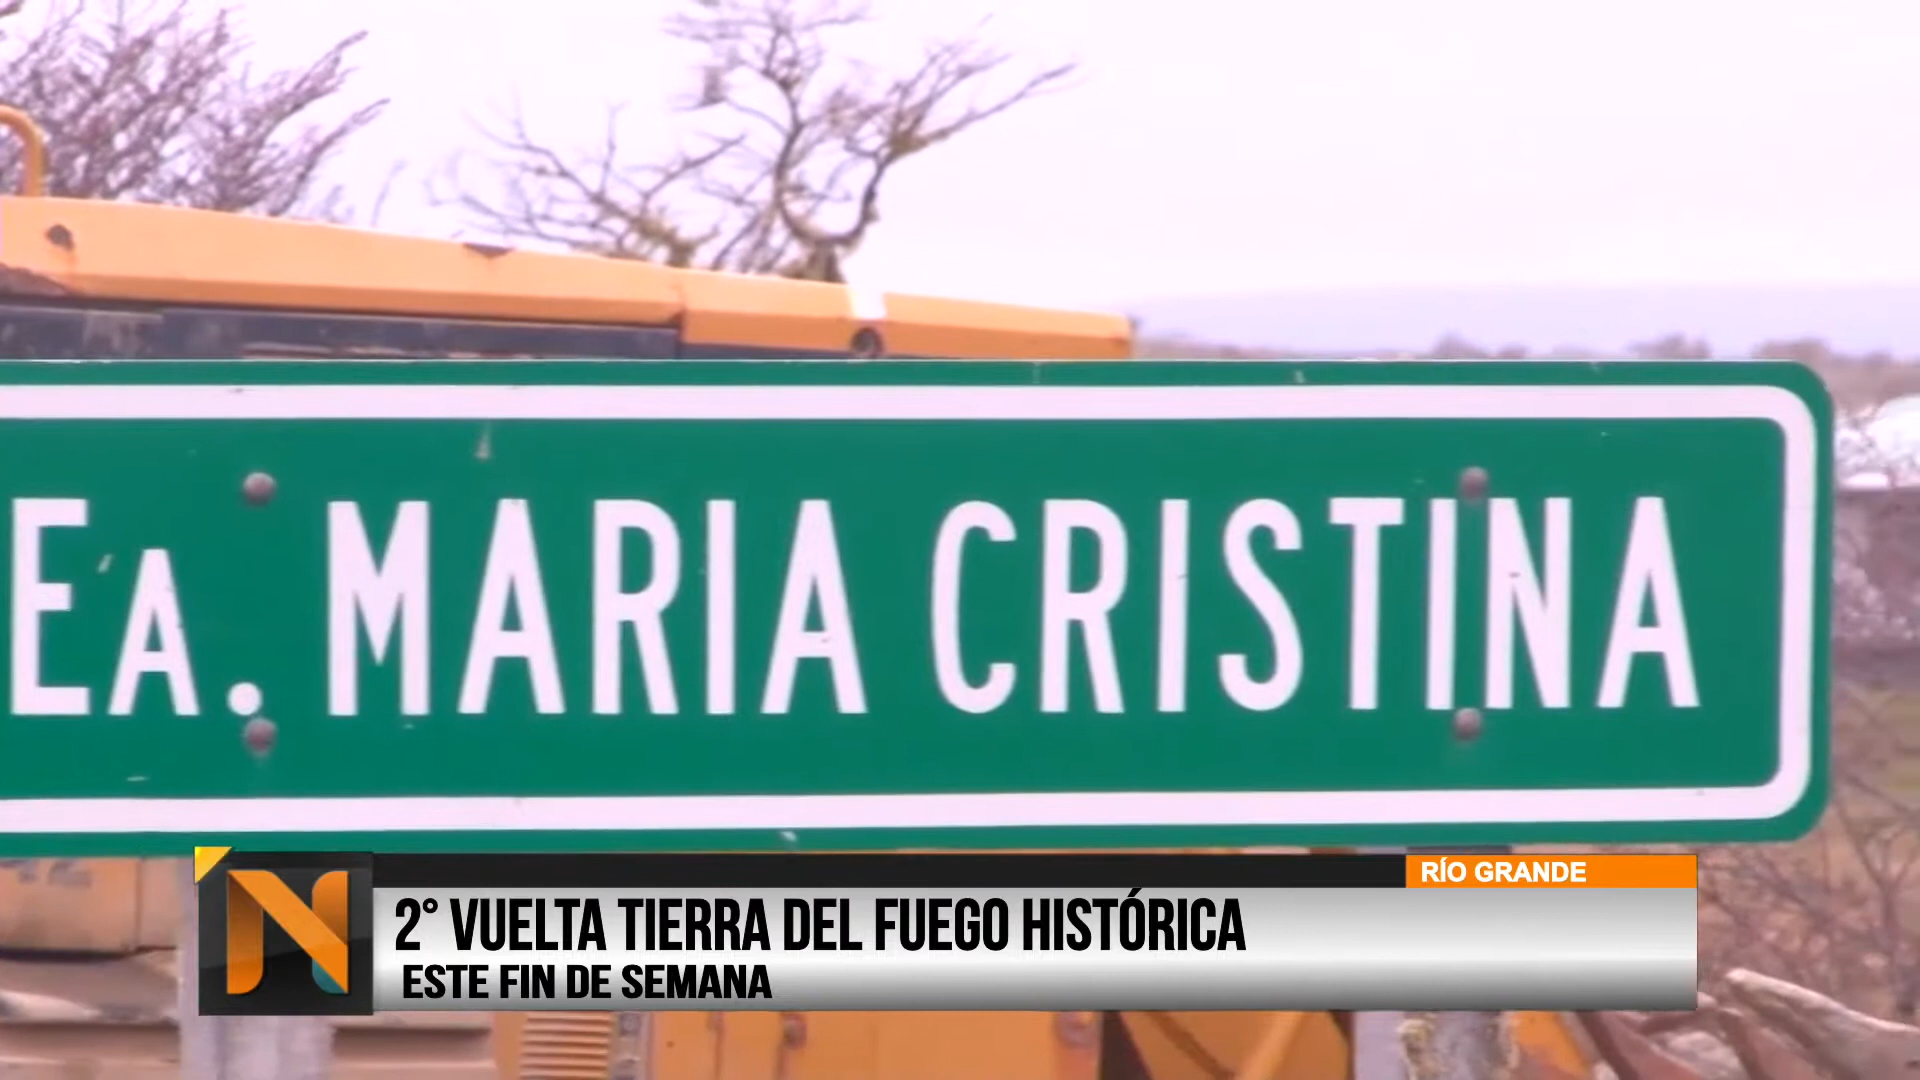 EA. MARIA CRISTINA
RÍO GRANDE
2° VUELTA TIERRA DEL FUEGO HISTÓRICA
ESTE FIN DE SEMANA